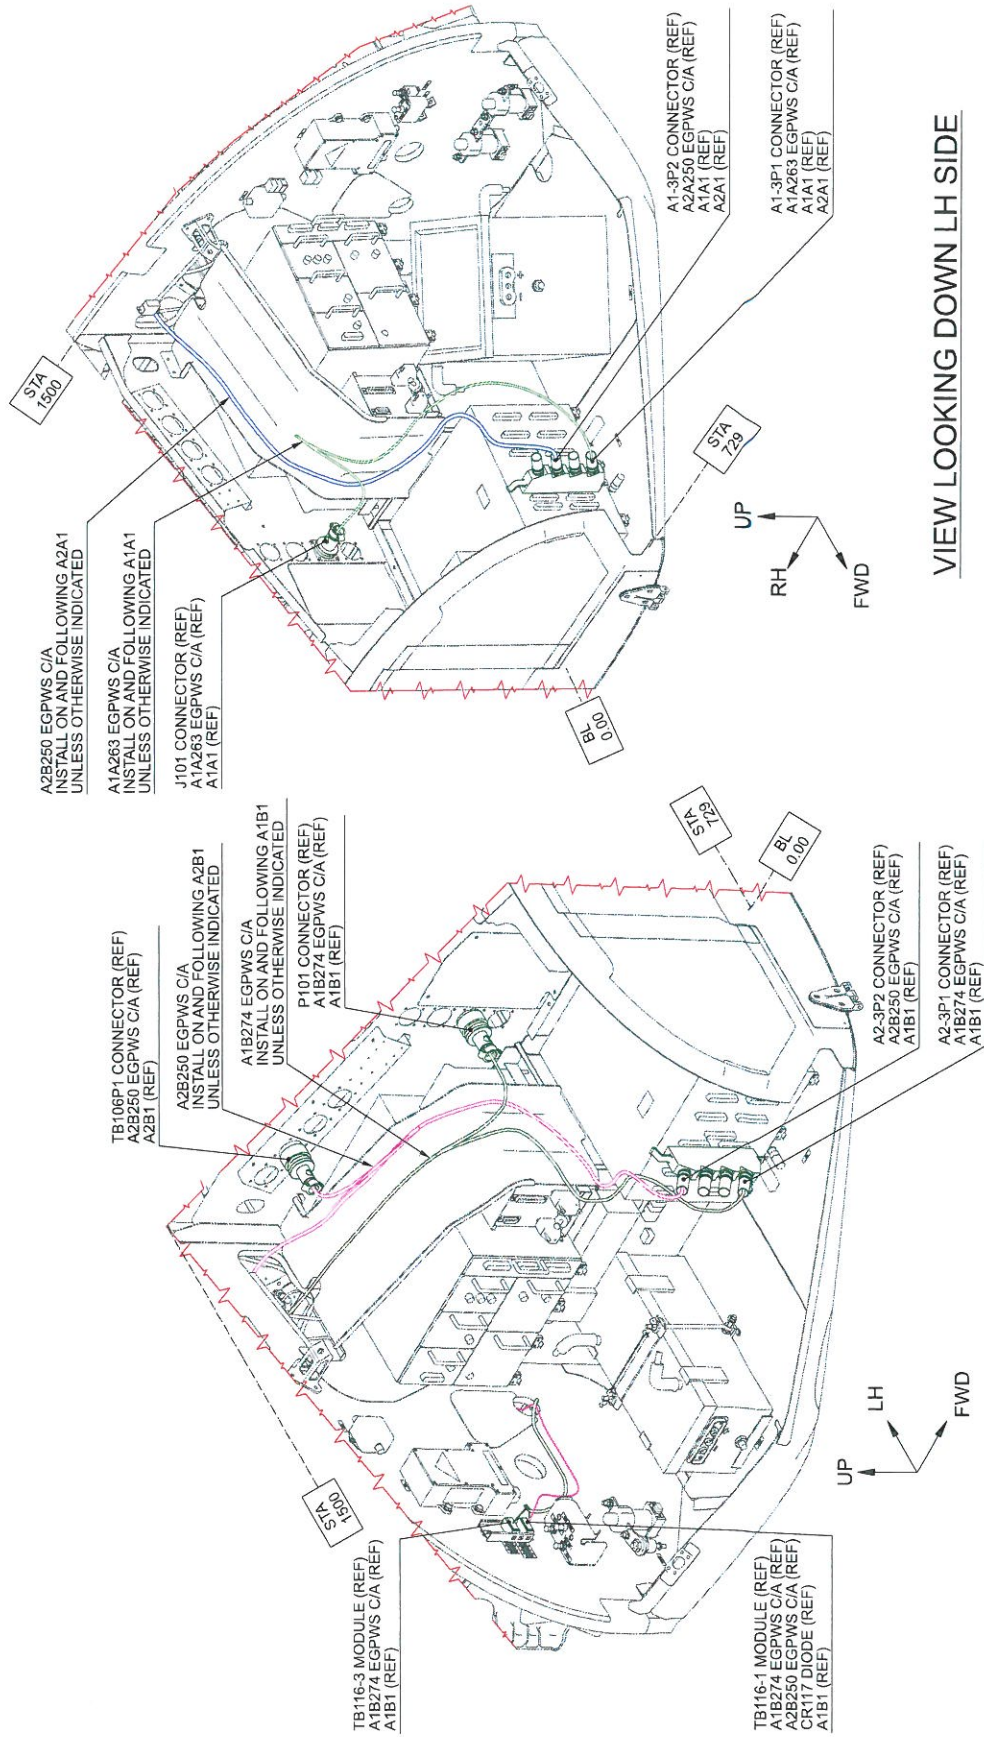 TB106P1 CONNECTOR (REF)
A2B250 EGPWS C/A (REF)
A2B1 (REF)
A2B250 EGPWS C/A
INSTALL ON AND FOLLOWING A2B1
UNLESS OTHERWISE INDICATED
A1B274 EGPWS C/A
INSTALL ON AND FOLLOWING A1B1
UNLESS OTHERWISE INDICATED
P101 CONNECTOR (REF)
A1B274 EGPWS C/A (REF)
A1B1 (REF)
STA
1500
STA
729
BL
0.00
TB116-3 MODULE (REF)
A1B274 EGPWS C/A (REF)
A1B1 (REF)
TB116-1 MODULE (REF)
A1B274 EGPWS C/A (REF)
A2B250 EGPWS C/A (REF)
CR117 DIODE (REF)
A1B1 (REF)
UP
LH
FWD
A2-3P2 CONNECTOR (REF)
A2B250 EGPWS C/A (REF)
A1B1 (REF)
A2-3P1 CONNECTOR (REF)
A1B274 EGPWS C/A (REF)
A1B1 (REF)
A2B250 EGPWS C/A
INSTALL ON AND FOLLOWING A2A1
UNLESS OTHERWISE INDICATED
A1A263 EGPWS C/A
INSTALL ON AND FOLLOWING A1A1
UNLESS OTHERWISE INDICATED
J101 CONNECTOR (REF)
A1A263 EGPWS C/A (REF)
A1A1 (REF)
STA
1500
BL
0.00
STA
729
UP
RH
FWD
A1-3P2 CONNECTOR (REF)
A2A250 EGPWS C/A (REF)
A1A1 (REF)
A2A1 (REF)
A1-3P1 CONNECTOR (REF)
A1A263 EGPWS C/A (REF)
A1A1 (REF)
A2A1 (REF)
VIEW LOOKING DOWN LH SIDE